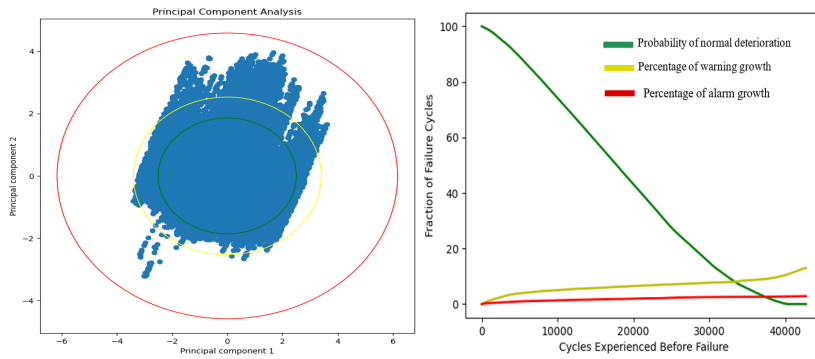 Principal Component Analysis
Principal component 2
4
2
0
−2
−4
−6
−4
−2
0
2
4
6
Principal component 1
Fraction of Failure Cycles
100
80
60
40
20
0
Probability of normal deterioration
Percentage of warning growth
Percentage of alarm growth
0
10000
20000
30000
40000
Cycles Experienced Before Failure